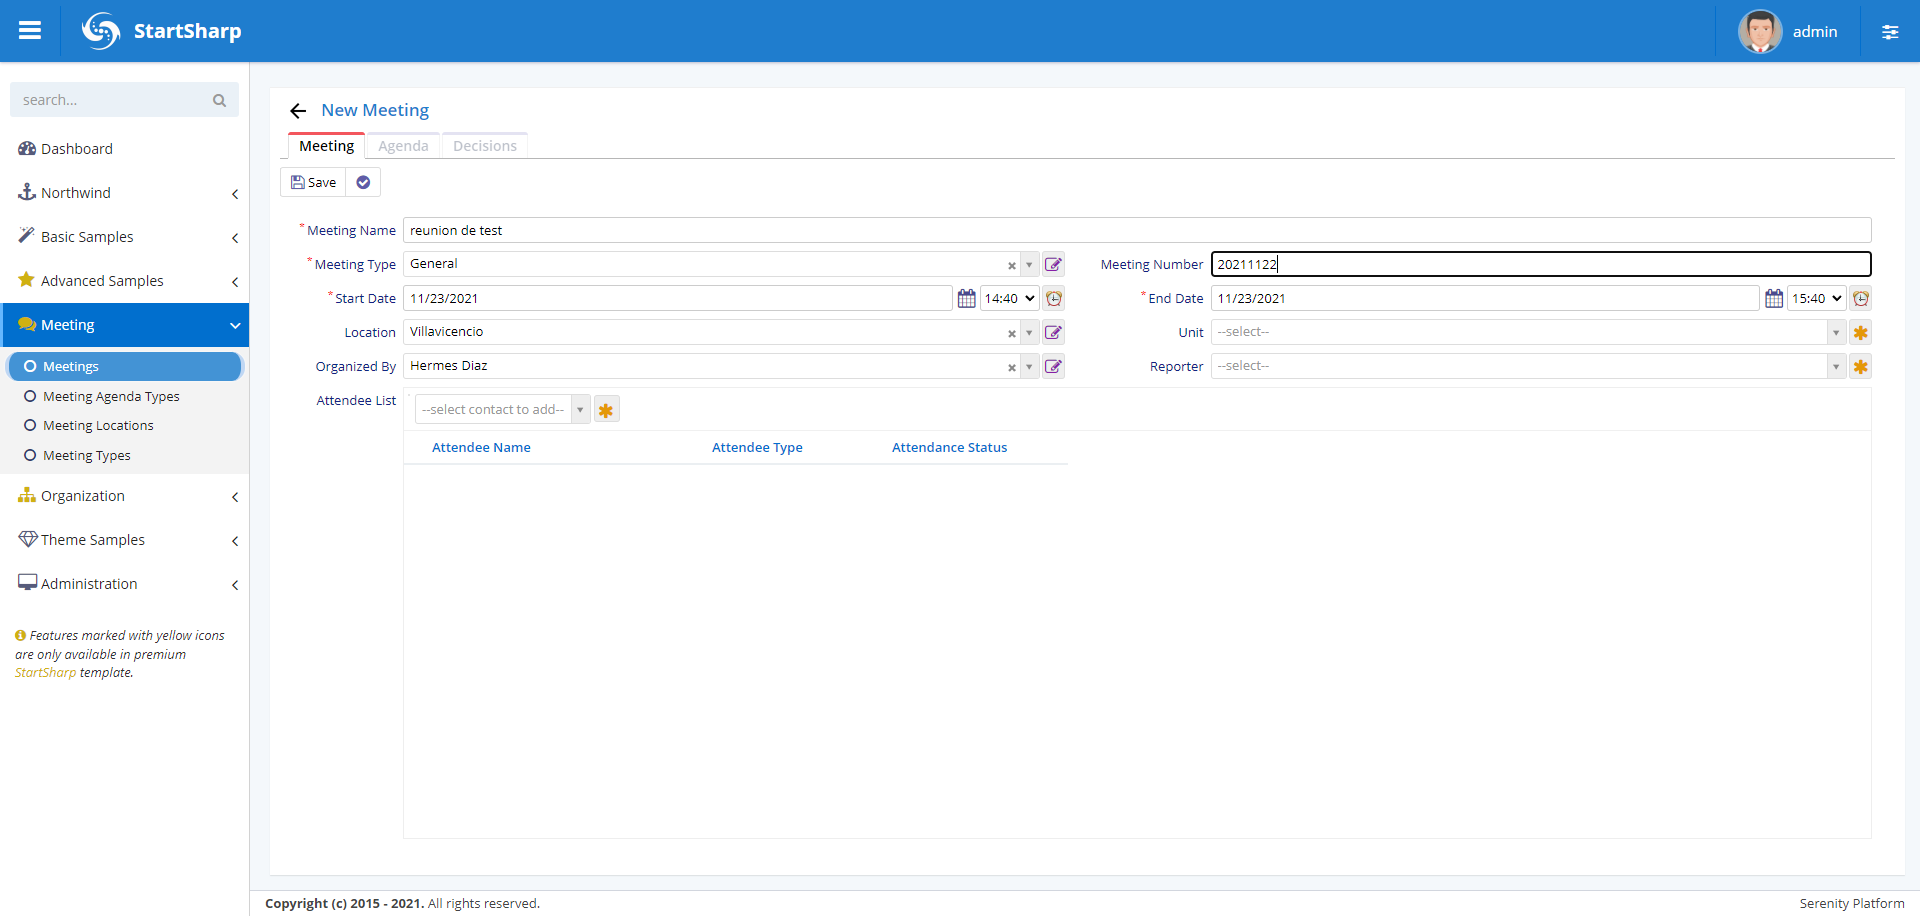 StartSharp
admin
search...
Dashboard
Northwind
Basic Samples
Advanced Samples
Meeting
Meetings
Meeting Agenda Types
Meeting Locations
Meeting Types
Organization
Theme Samples
Administration
Features marked with yellow icons
are only available in premium
StartSharp template.
New Meeting
Meeting Agenda Decisions
Save
* Meeting Name reunion de test
* Meeting Type General
Meeting Number 20211122
* Start Date 11/23/2021 14:40
* End Date 11/23/2021 15:40
Location Villavicencio
Unit --select--
Organized By Hermes Diaz
Reporter --select--
Attendee List --select contact to add--
Attendee Name Attendee Type Attendance Status
Copyright (c) 2015 - 2021. All rights reserved.
Serenity Platform